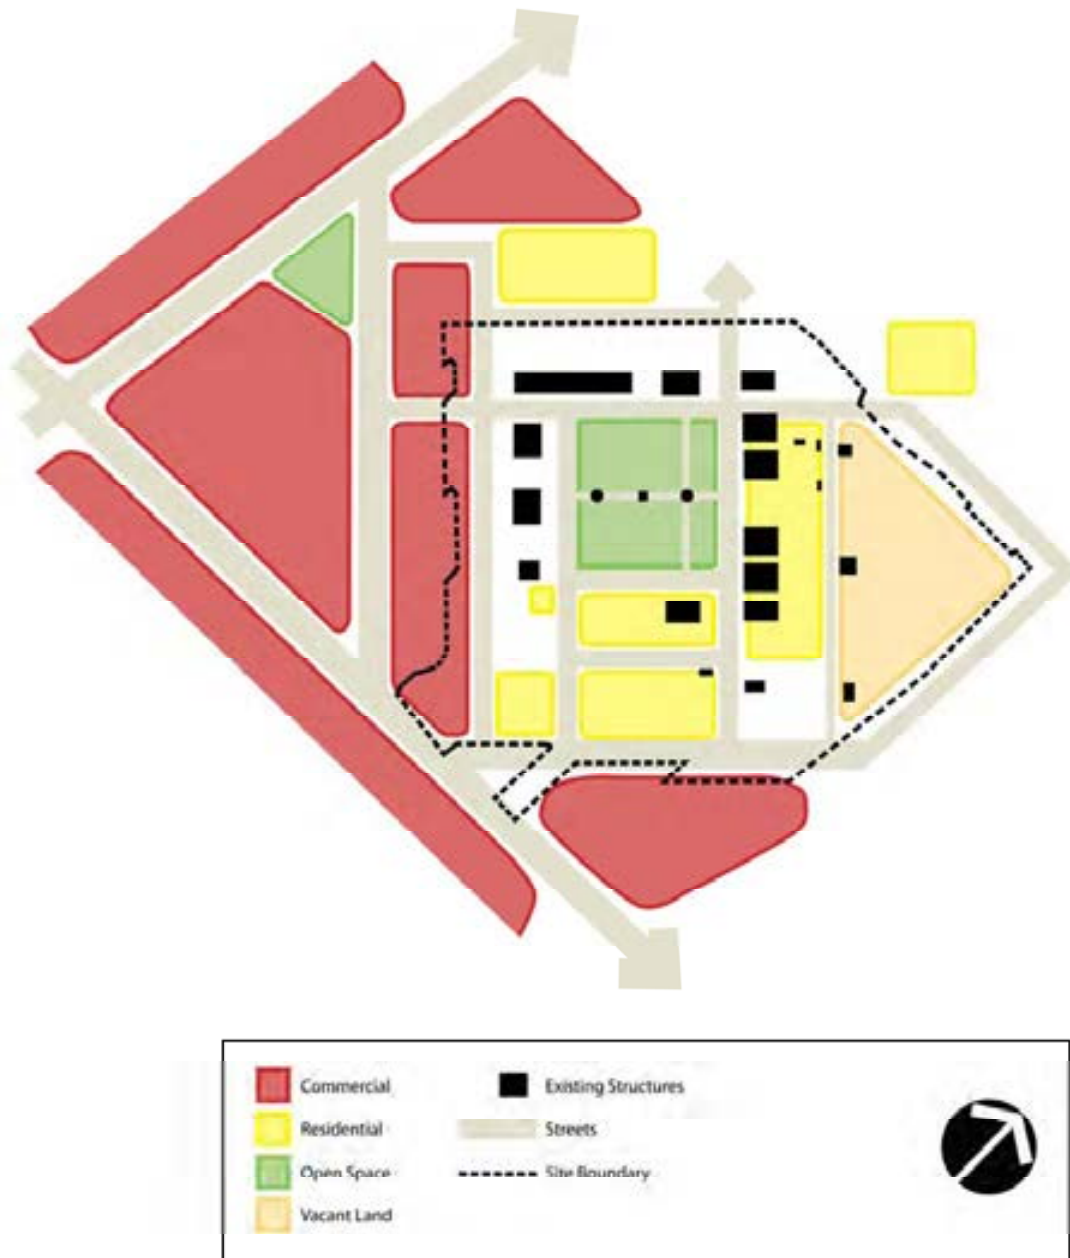 Commercial
Existing Structures
Residential
Streets
Open Space
Site Boundary
Vacant Land